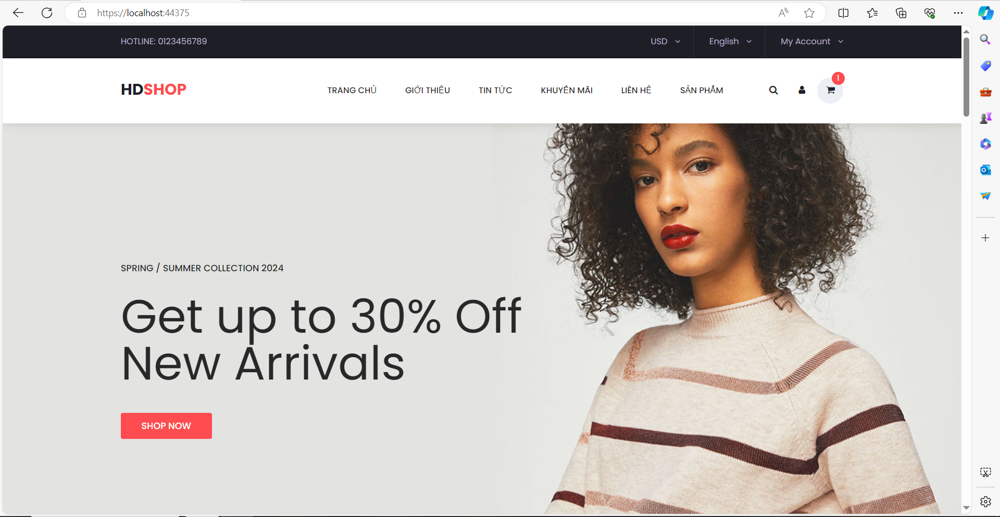 https://localhost:44375
HOTLINE: 0123456789
USD
English
My Account
HDSHOP
TRANG CHỦ
GIỚI THIỆU
TIN TỨC
KHUYẾN MÃI
LIÊN HỆ
SẢN PHẨM
1
SPRING / SUMMER COLLECTION 2024
Get up to 30% Off
New Arrivals
SHOP NOW